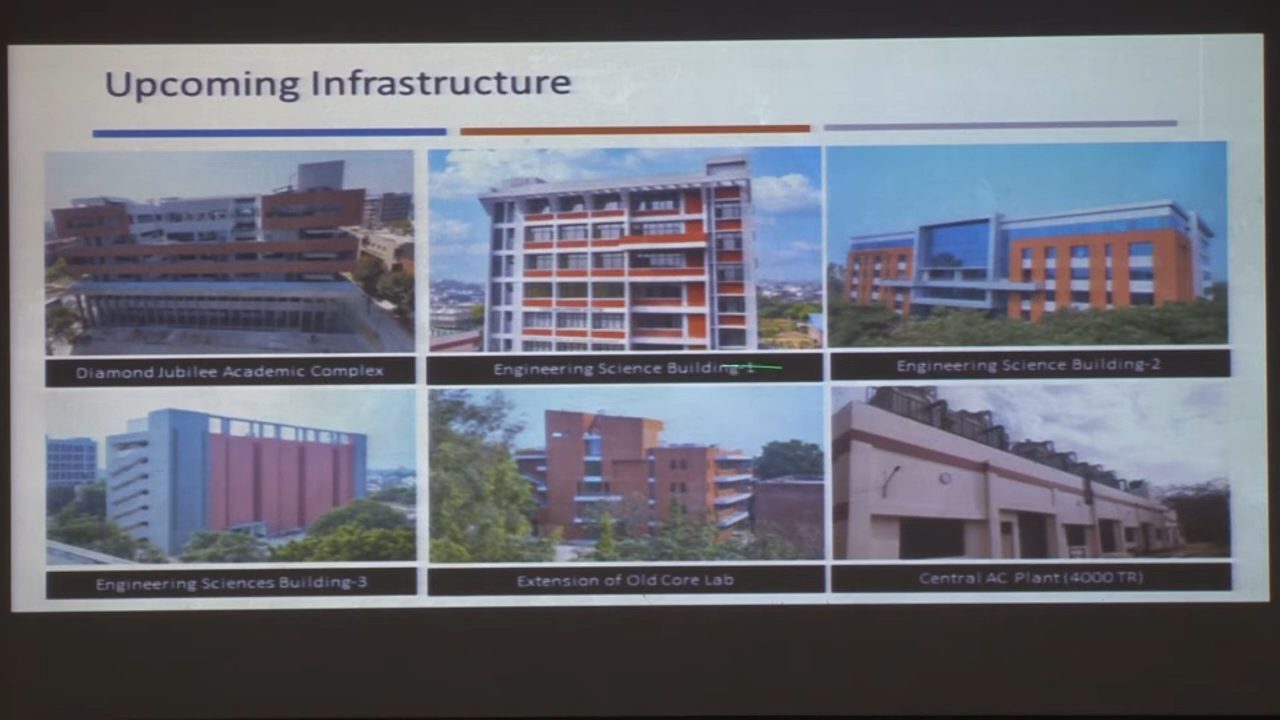 Upcoming Infrastructure
Diamond Jubilee Academic Complex
Engineering Science Building-1
Engineering Science Building-2
Engineering Sciences Building-3
Extension of Old Core Lab
Central AC Plant (4000 TR)